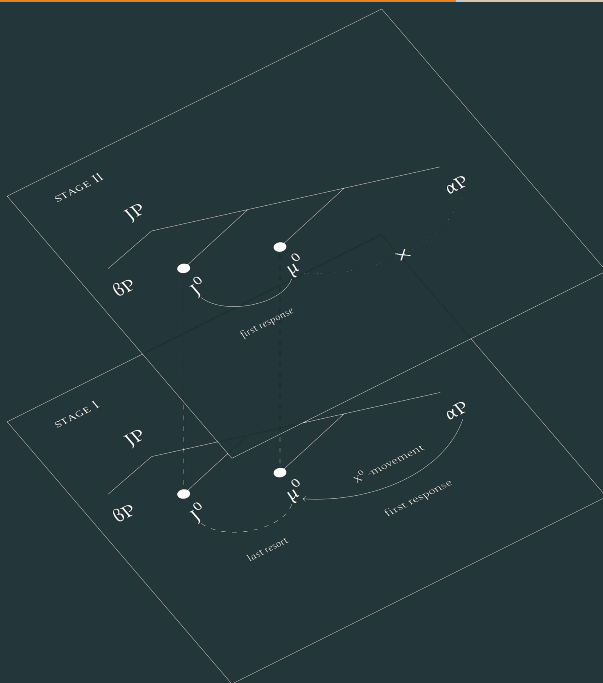 STAGE II
JP
αP
βP
J⁰
μ⁰
×
first response
STAGE I
JP
αP
βP
J⁰
μ⁰
x⁰ -movement
first response
last resort